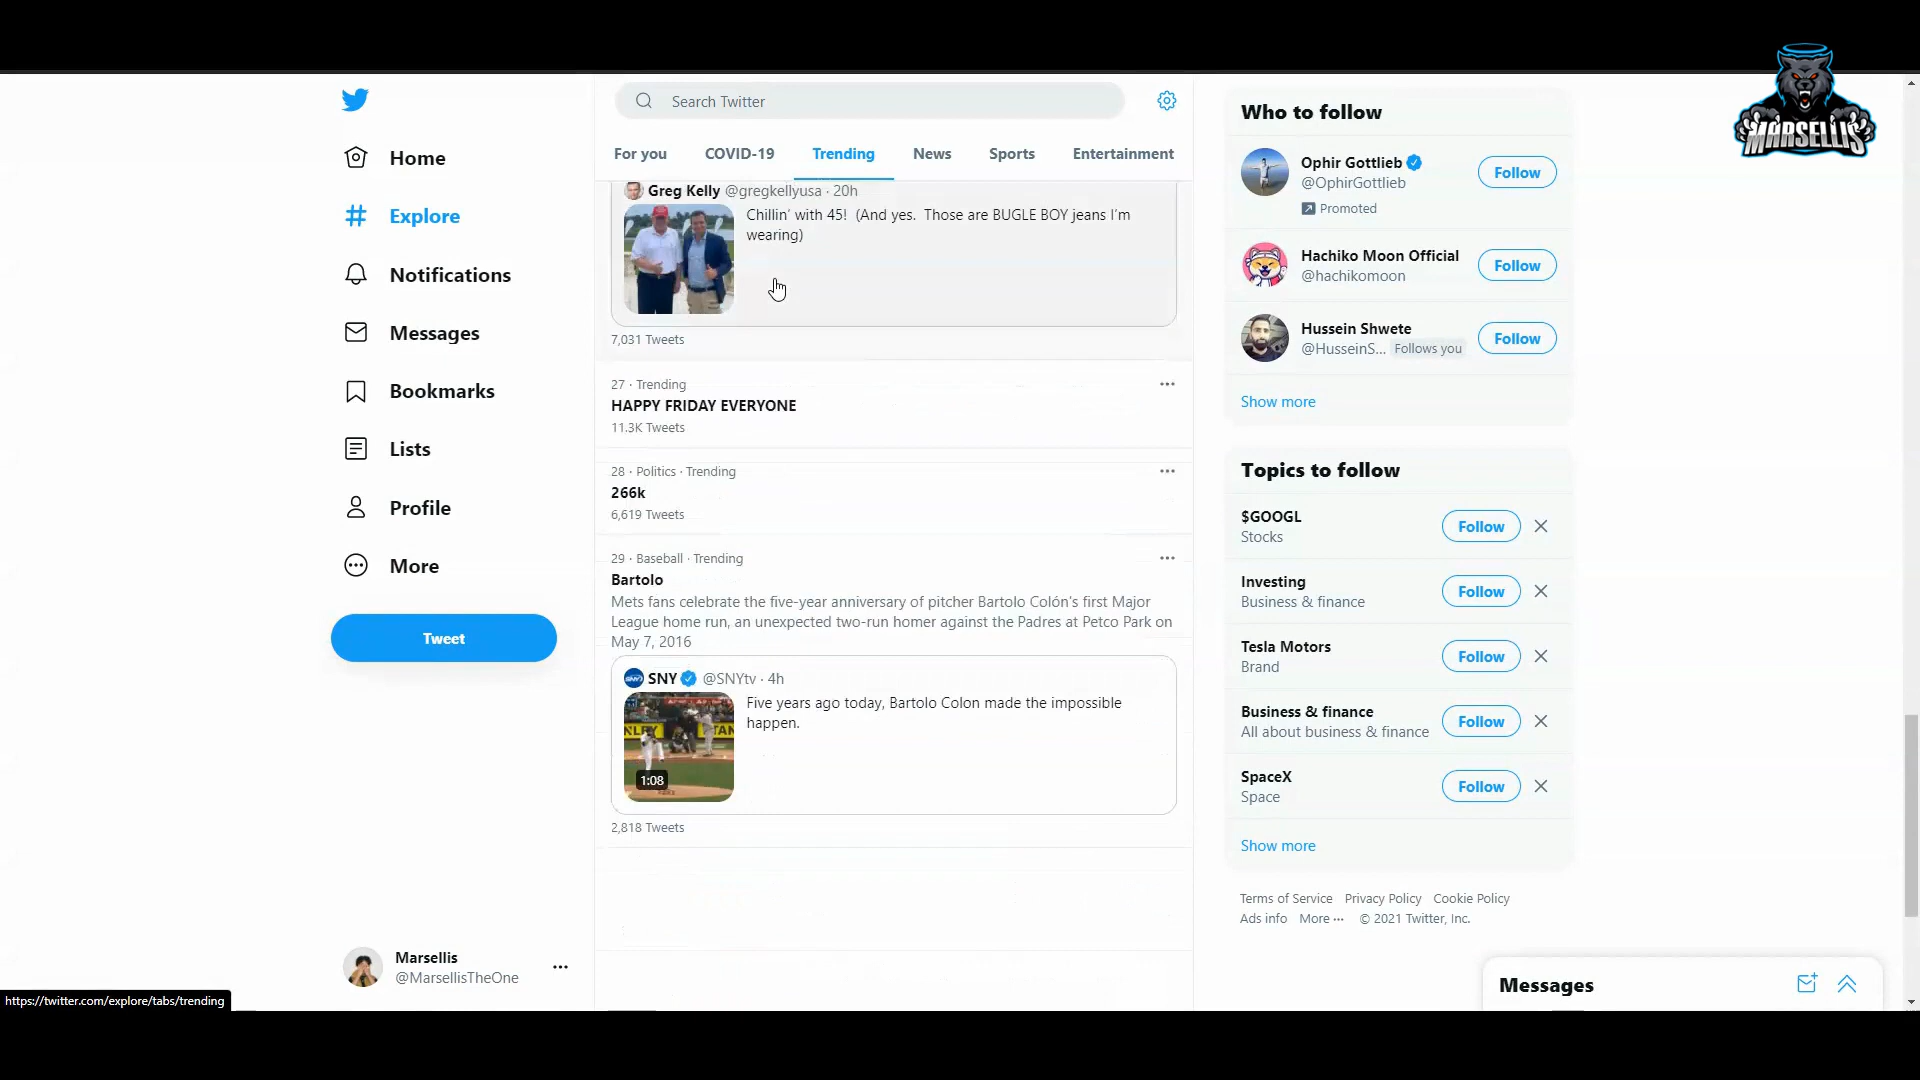 MARSELLIS
Search Twitter
Home
Explore
Notifications
Messages
Bookmarks
Lists
Profile
More
Tweet
Marsellis
@MarsellisTheOne
https://twitter.com/explore/tabs/trending
For you COVID-19 Trending News Sports Entertainment
Greg Kelly @gregkellyusa · 20h
Chillin’ with 45! (And yes. Those are BUGLE BOY jeans I’m
wearing)
7,031 Tweets
27 · Trending
HAPPY FRIDAY EVERYONE
11.3K Tweets
28 · Politics · Trending
266k
6,619 Tweets
29 · Baseball · Trending
Bartolo
Mets fans celebrate the five-year anniversary of pitcher Bartolo Colón’s first Major
League home run, an unexpected two-run homer against the Padres at Petco Park on
May 7, 2016
SNY @SNYtv · 4h
Five years ago today, Bartolo Colon made the impossible
happen.
1:08
2,818 Tweets
Who to follow
Ophir Gottlieb
@OphirGottlieb
Promoted
Follow
Hachiko Moon Official
@hachikomoon
Follow
Hussein Shwete
@HusseinS... Follows you
Follow
Show more
Topics to follow
$GOOGL
Stocks
Follow
Investing
Business & finance
Follow
Tesla Motors
Brand
Follow
Business & finance
All about business & finance
Follow
SpaceX
Space
Follow
Show more
Terms of Service Privacy Policy Cookie Policy
Ads info More ··· © 2021 Twitter, Inc.
Messages